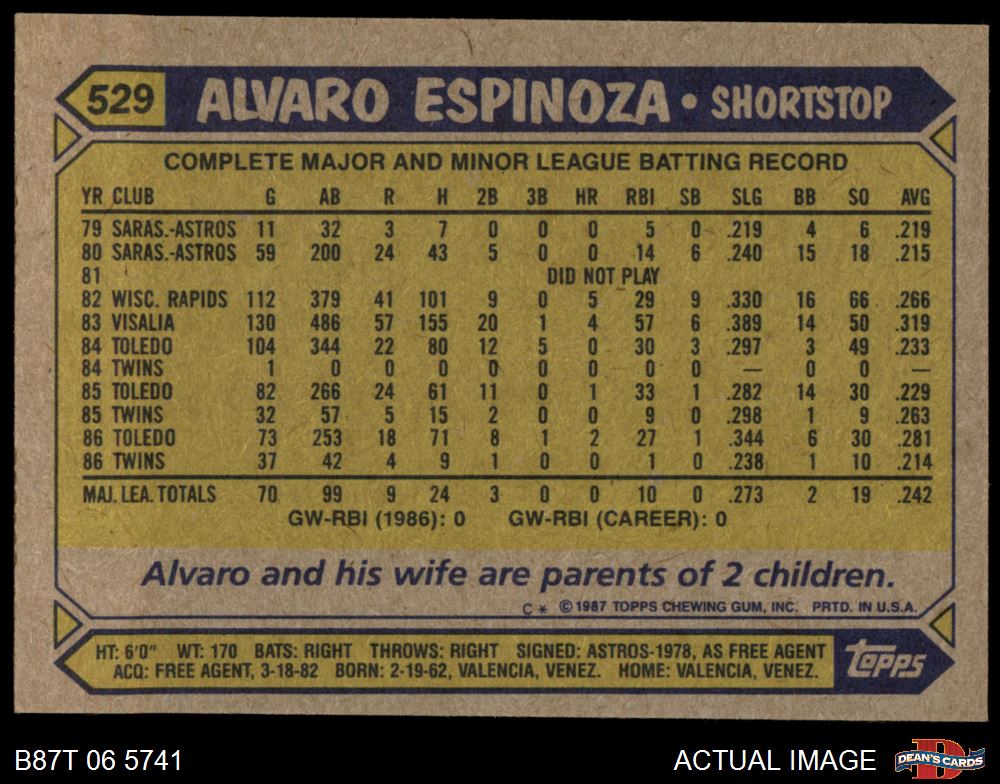 529 ALVARO ESPINOZA • SHORTSTOP
COMPLETE MAJOR AND MINOR LEAGUE BATTING RECORD
YR CLUB G AB R H 2B 3B HR RBI SB SLG BB SO AVG
79 SARAS.-ASTROS 11 32 3 7 0 0 0 5 0 .219 4 6 .219
80 SARAS.-ASTROS 59 200 24 43 5 0 0 14 6 .240 15 18 .215
81 DID NOT PLAY
82 WISC. RAPIDS 112 379 41 101 9 0 5 29 9 .330 16 66 .266
83 VISALIA 130 486 57 155 20 1 4 57 6 .389 14 50 .319
84 TOLEDO 104 344 22 80 12 5 0 30 3 .297 3 49 .233
84 TWINS 1 0 0 0 0 0 0 0 0 — 0 0 —
85 TOLEDO 82 266 24 61 11 0 1 33 1 .282 14 30 .229
85 TWINS 32 57 5 15 2 0 0 9 0 .298 1 9 .263
86 TOLEDO 73 253 18 71 8 1 2 27 1 .344 6 30 .281
86 TWINS 37 42 4 9 1 0 0 1 0 .238 1 10 .214
MAJ. LEA. TOTALS 70 99 9 24 3 0 0 10 0 .273 2 19 .242
GW-RBI (1986): 0 GW-RBI (CAREER): 0
Alvaro and his wife are parents of 2 children.
C * © 1987 TOPPS CHEWING GUM, INC. PRTD. IN U.S.A.
HT: 6'0" WT: 170 BATS: RIGHT THROWS: RIGHT SIGNED: ASTROS-1978, AS FREE AGENT
ACQ: FREE AGENT, 3-18-82 BORN: 2-19-62, VALENCIA, VENEZ. HOME: VALENCIA, VENEZ.
Topps
B87T 06 5741 ACTUAL IMAGE DEAN'S CARDS